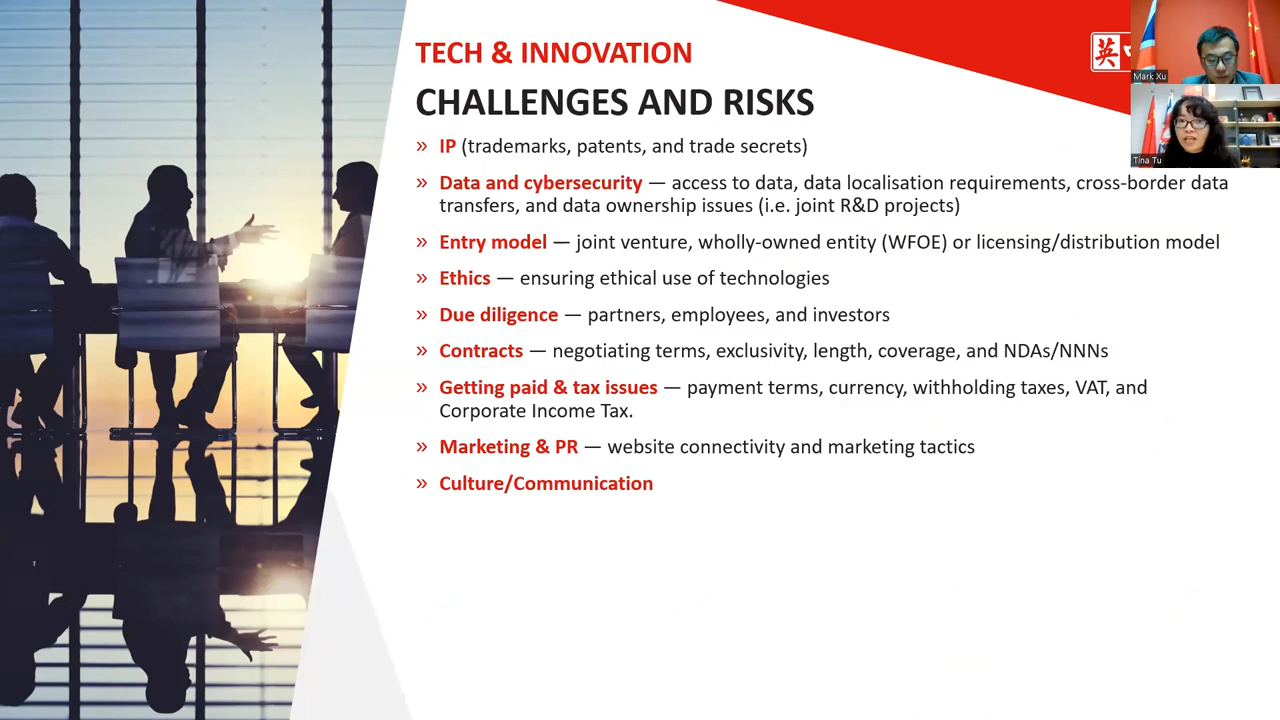 TECH & INNOVATION
CHALLENGES AND RISKS
» IP (trademarks, patents, and trade secrets)
» Data and cybersecurity — access to data, data localisation requirements, cross-border data
transfers, and data ownership issues (i.e. joint R&D projects)
» Entry model — joint venture, wholly-owned entity (WFOE) or licensing/distribution model
» Ethics — ensuring ethical use of technologies
» Due diligence — partners, employees, and investors
» Contracts — negotiating terms, exclusivity, length, coverage, and NDAs/NNNs
» Getting paid & tax issues — payment terms, currency, withholding taxes, VAT, and
Corporate Income Tax.
» Marketing & PR — website connectivity and marketing tactics
» Culture/Communication
英
Mark Xu
Tina Tu